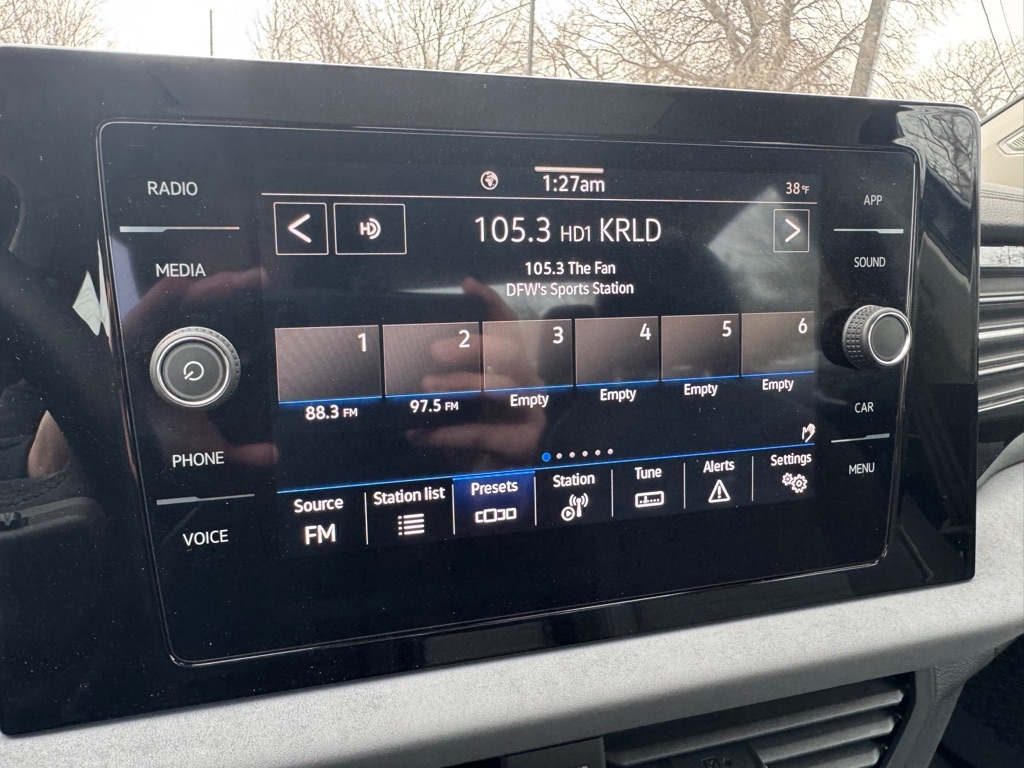 RADIO
MEDIA
PHONE
VOICE
1:27am
38°F
HD
105.3 HD1 KRLD
105.3 The Fan
DFW's Sports Station
1 2 3 4 5 6
88.3 FM 97.5 FM Empty Empty Empty Empty
Source Station list Presets Station Tune Alerts Settings
FM
APP
SOUND
CAR
MENU